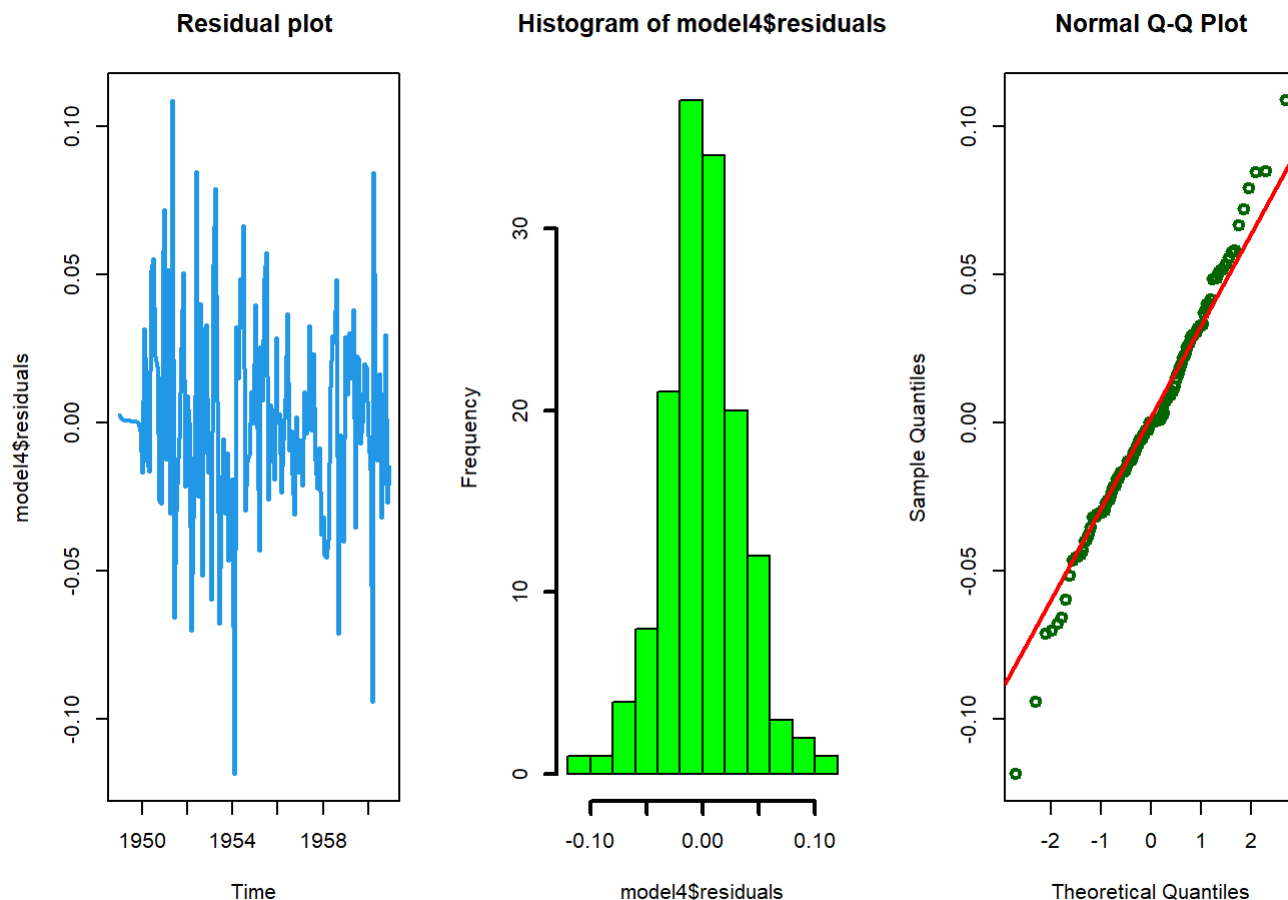 Residual plot
model4$residuals
0.10
0.05
0.00
-0.05
-0.10
1950 1954 1958
Time
Histogram of model4$residuals
Frequency
30
20
10
0
-0.10 0.00 0.10
model4$residuals
Normal Q-Q Plot
Sample Quantiles
0.10
0.05
0.00
-0.05
-0.10
-2 -1 0 1 2
Theoretical Quantiles